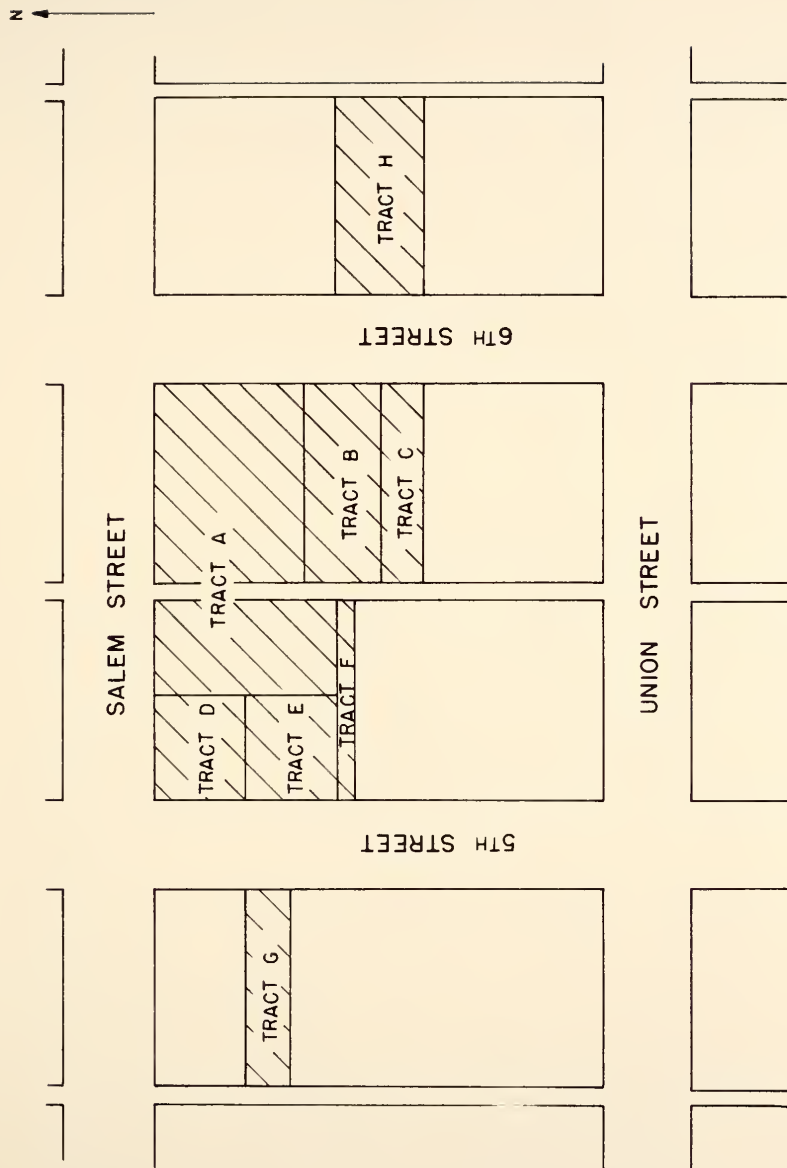 N
TRACT H
6TH STREET
SALEM STREET
TRACT A
TRACT B
TRACT C
UNION STREET
TRACT D
TRACT E
TRACT F
5TH STREET
TRACT G